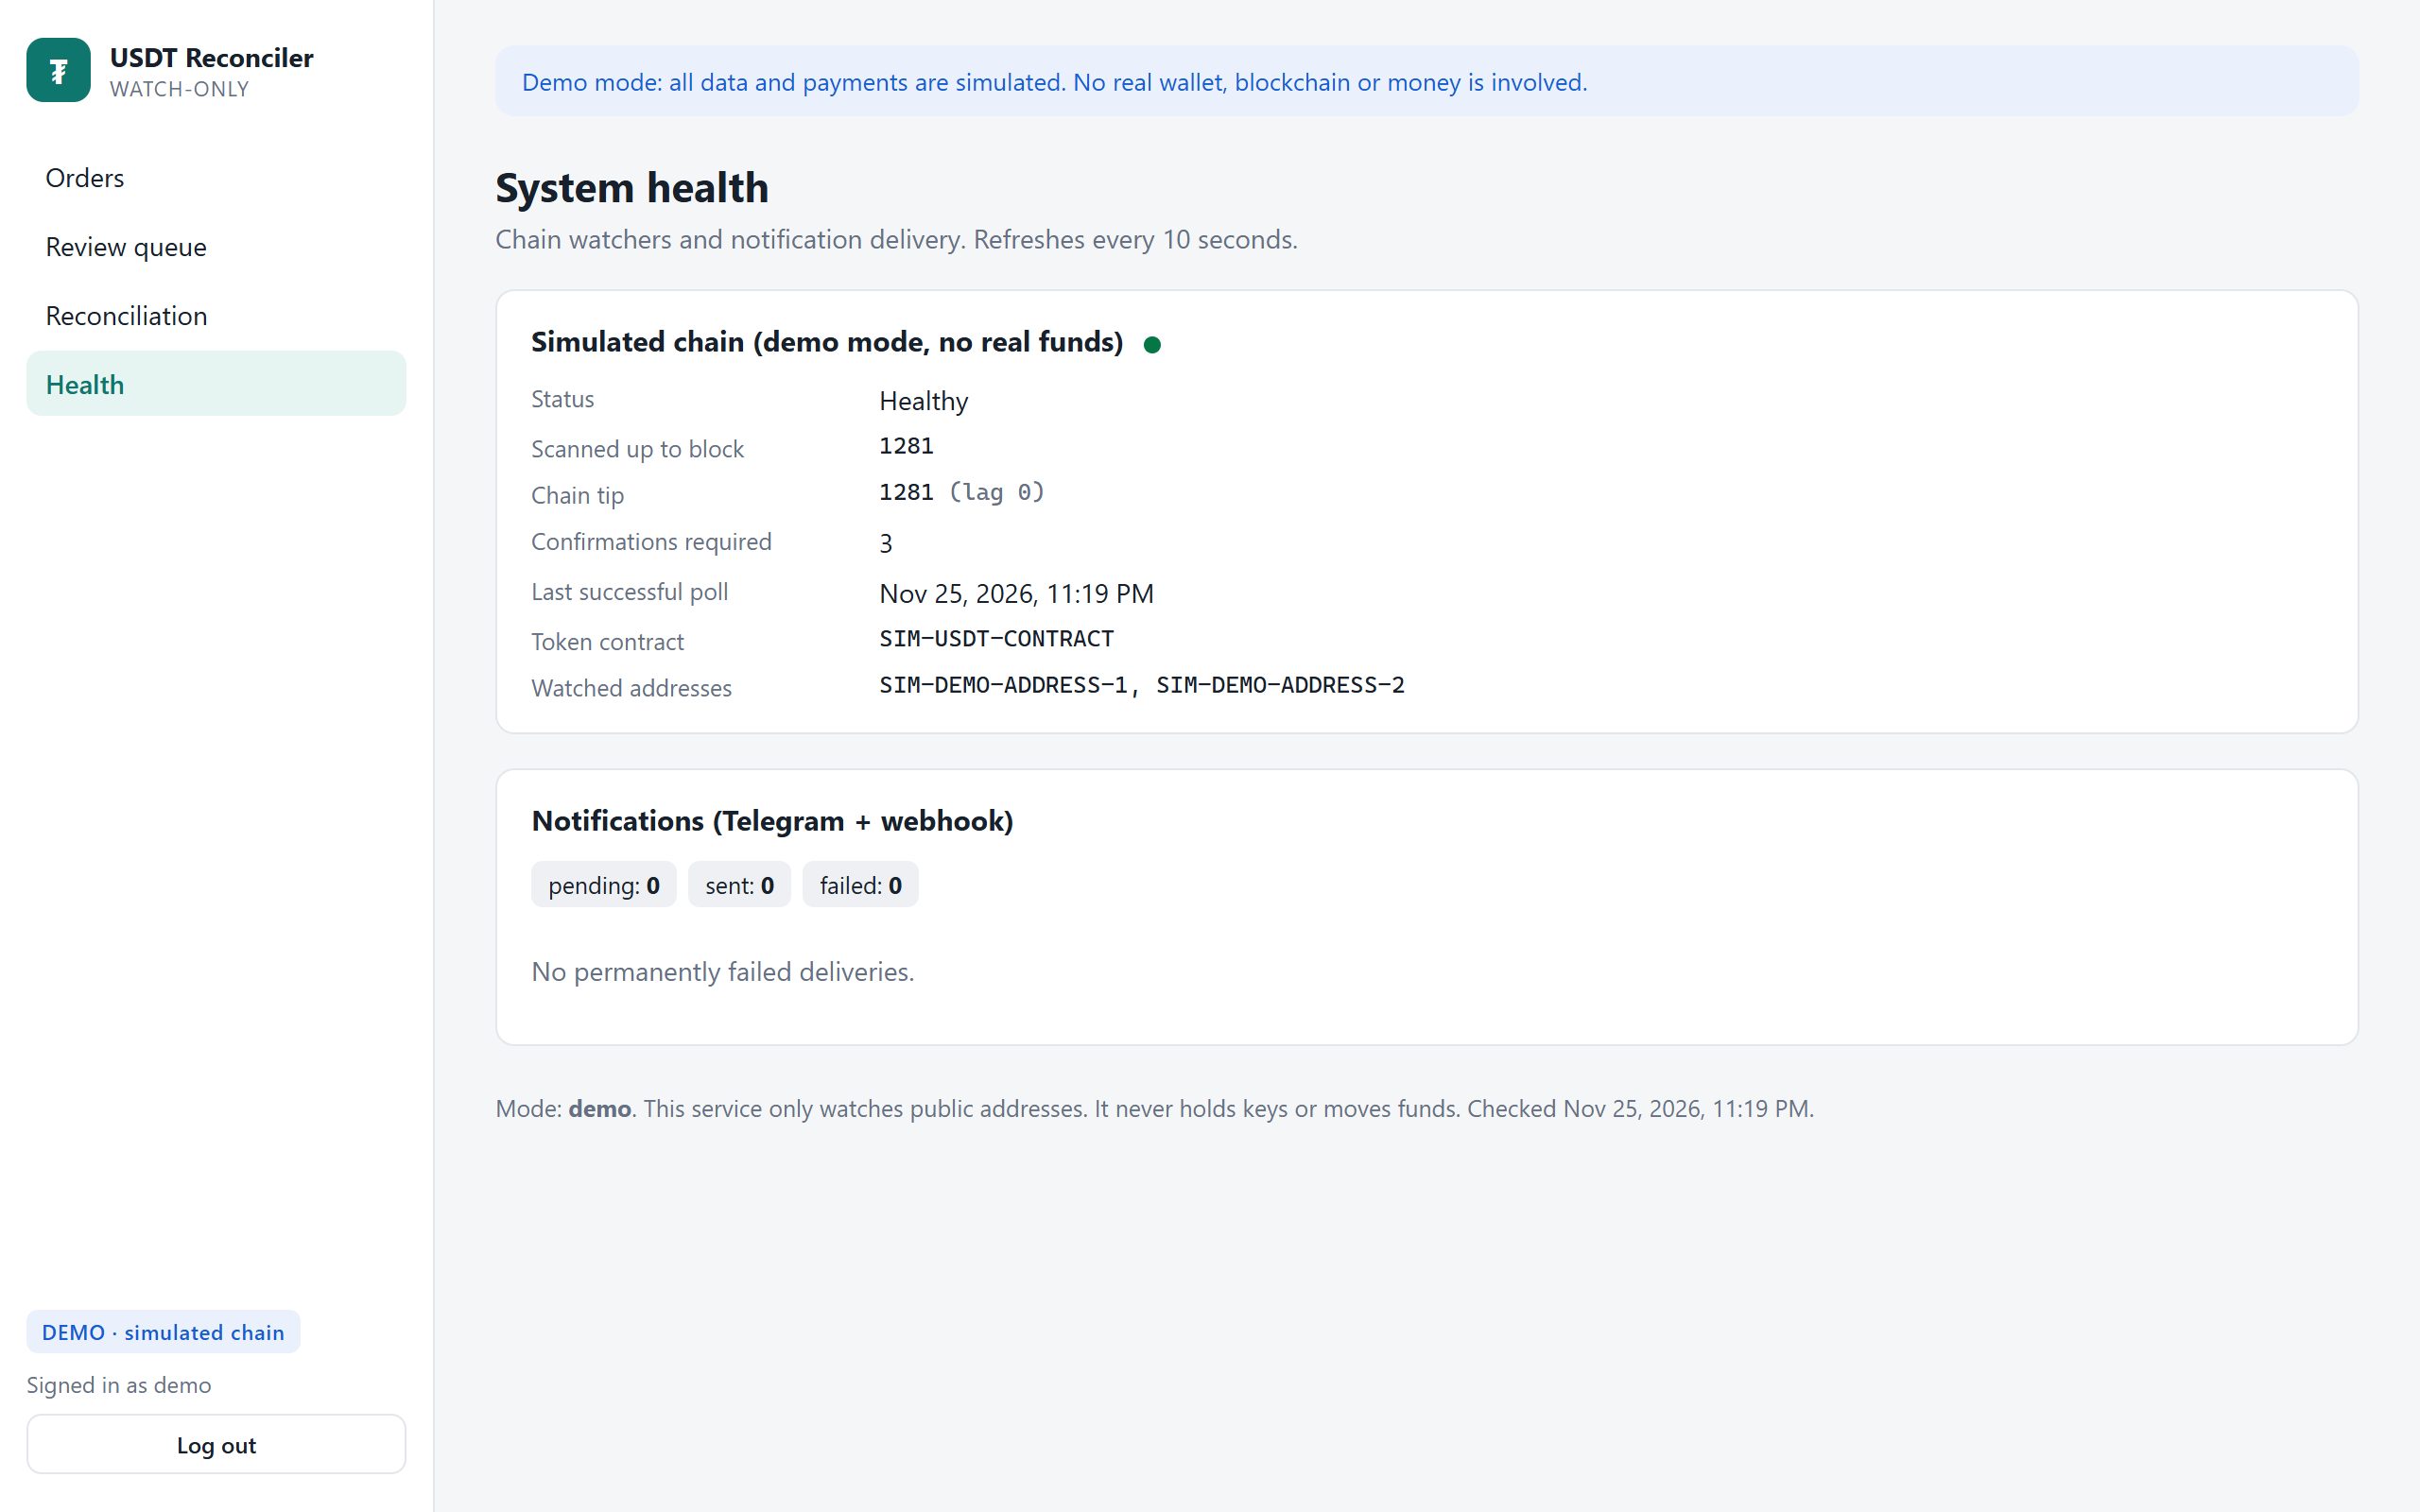 ₮
USDT Reconciler
WATCH-ONLY
Orders
Review queue
Reconciliation
Health
DEMO · simulated chain
Signed in as demo
Log out
Demo mode: all data and payments are simulated. No real wallet, blockchain or money is involved.
System health
Chain watchers and notification delivery. Refreshes every 10 seconds.
Simulated chain (demo mode, no real funds)
Status Healthy
Scanned up to block 1281
Chain tip 1281 (lag 0)
Confirmations required 3
Last successful poll Nov 25, 2026, 11:19 PM
Token contract SIM-USDT-CONTRACT
Watched addresses SIM-DEMO-ADDRESS-1, SIM-DEMO-ADDRESS-2
Notifications (Telegram + webhook)
pending: 0 sent: 0 failed: 0
No permanently failed deliveries.
Mode: demo. This service only watches public addresses. It never holds keys or moves funds. Checked Nov 25, 2026, 11:19 PM.